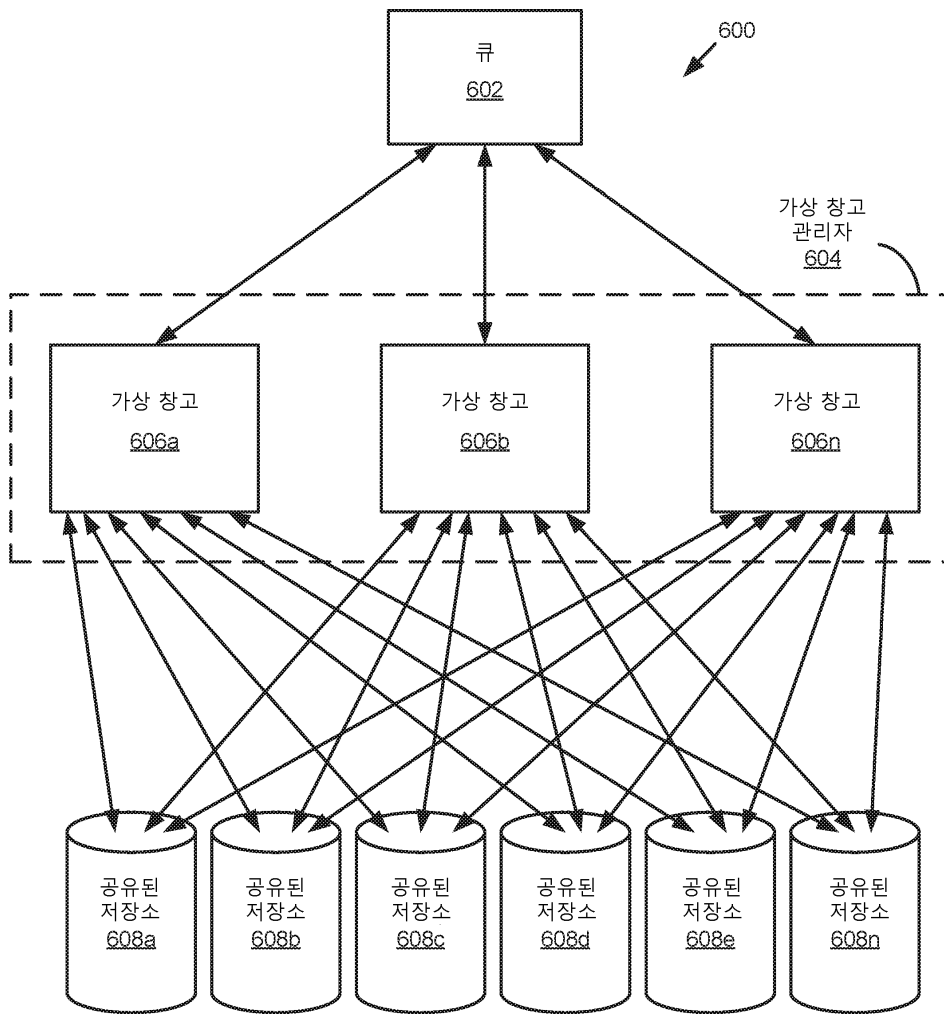 큐
602
600
가상 창고
관리자
604
가상 창고
606a
가상 창고
606b
가상 창고
606n
공유된
저장소
608a
공유된
저장소
608b
공유된
저장소
608c
공유된
저장소
608d
공유된
저장소
608e
공유된
저장소
608n